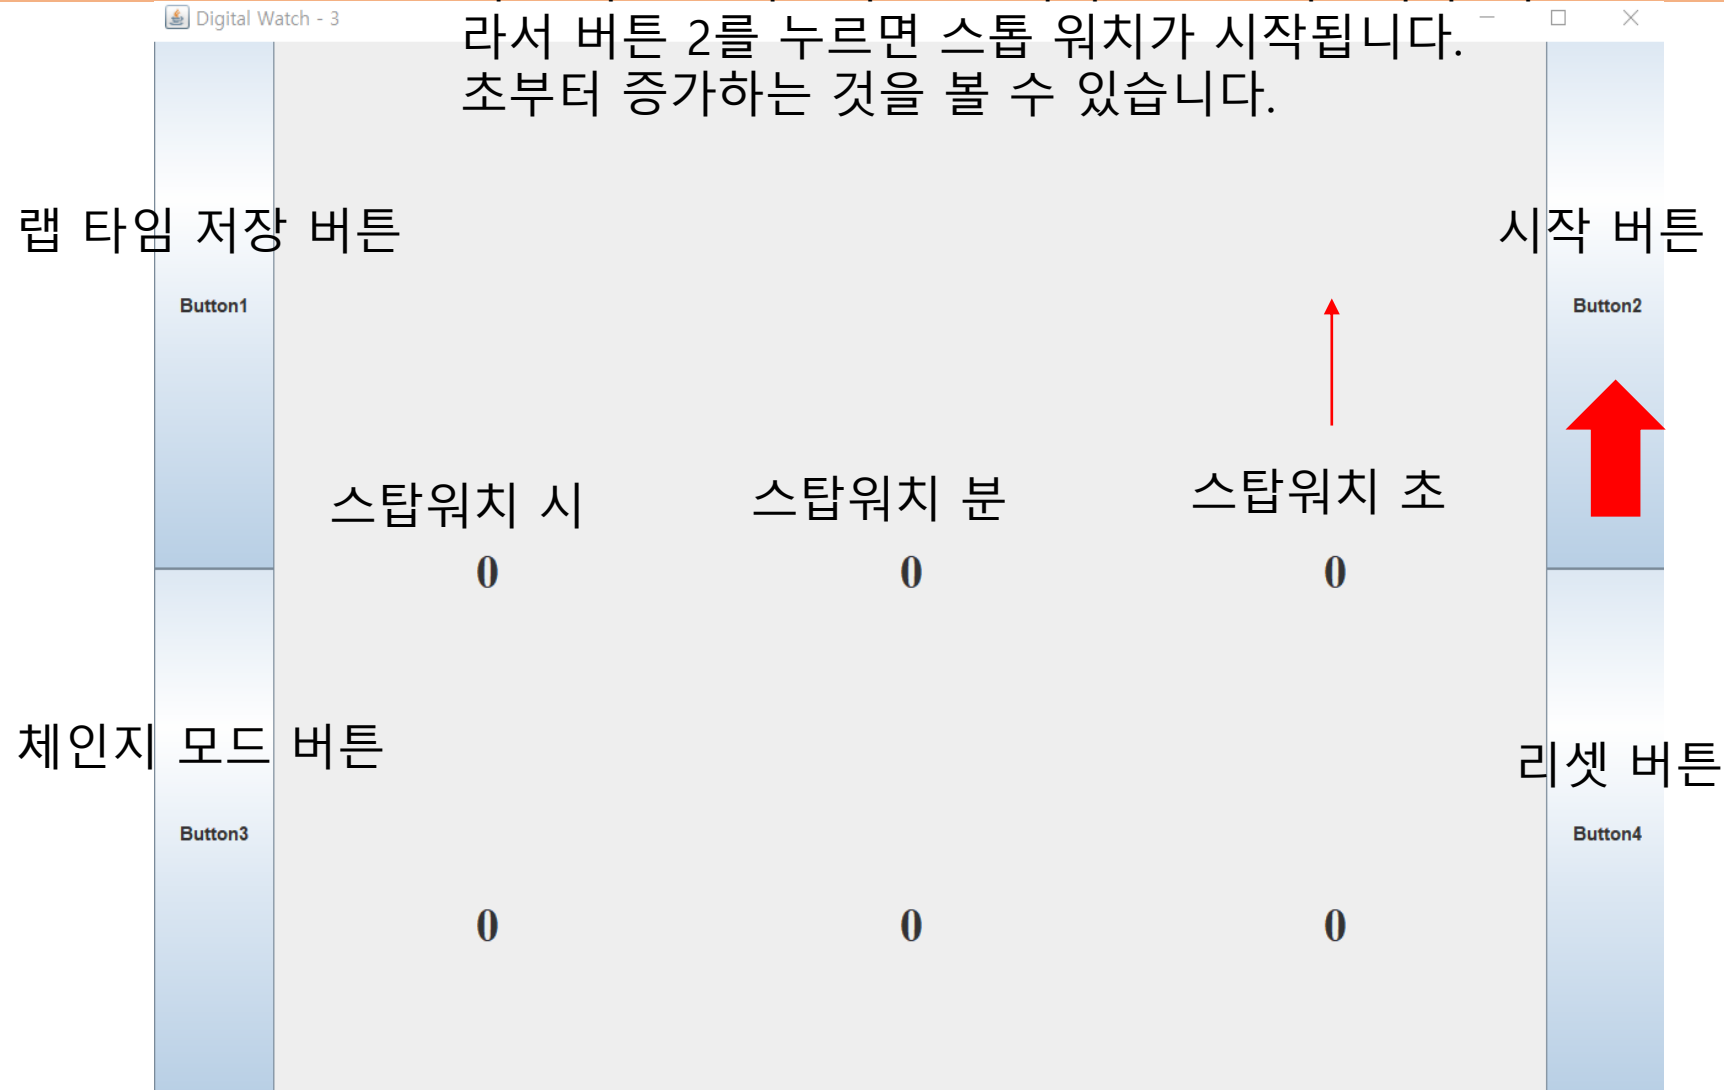 Digital Watch - 3
라서 버튼 2를 누르면 스톱 워치가 시작됩니다.
초부터 증가하는 것을 볼 수 있습니다.
랩 타임 저장 버튼
시작 버튼
Button1
Button2
스탑워치 시
스탑워치 분
스탑워치 초
0
0
0
체인지 모드 버튼
리셋 버튼
Button3
Button4
0
0
0